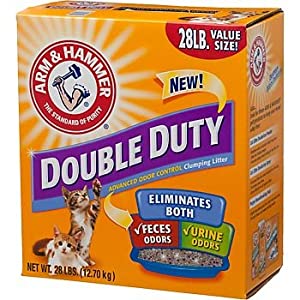 28LB. VALUE
SIZE!
ARM & HAMMER
THE STANDARD OF PURITY
NEW!
DOUBLE DUTY
ADVANCED ODOR CONTROL Clumping Litter
ELIMINATES
BOTH
FECES
ODORS
URINE
ODORS
NET WT. 28 LBS. (12.70 kg)